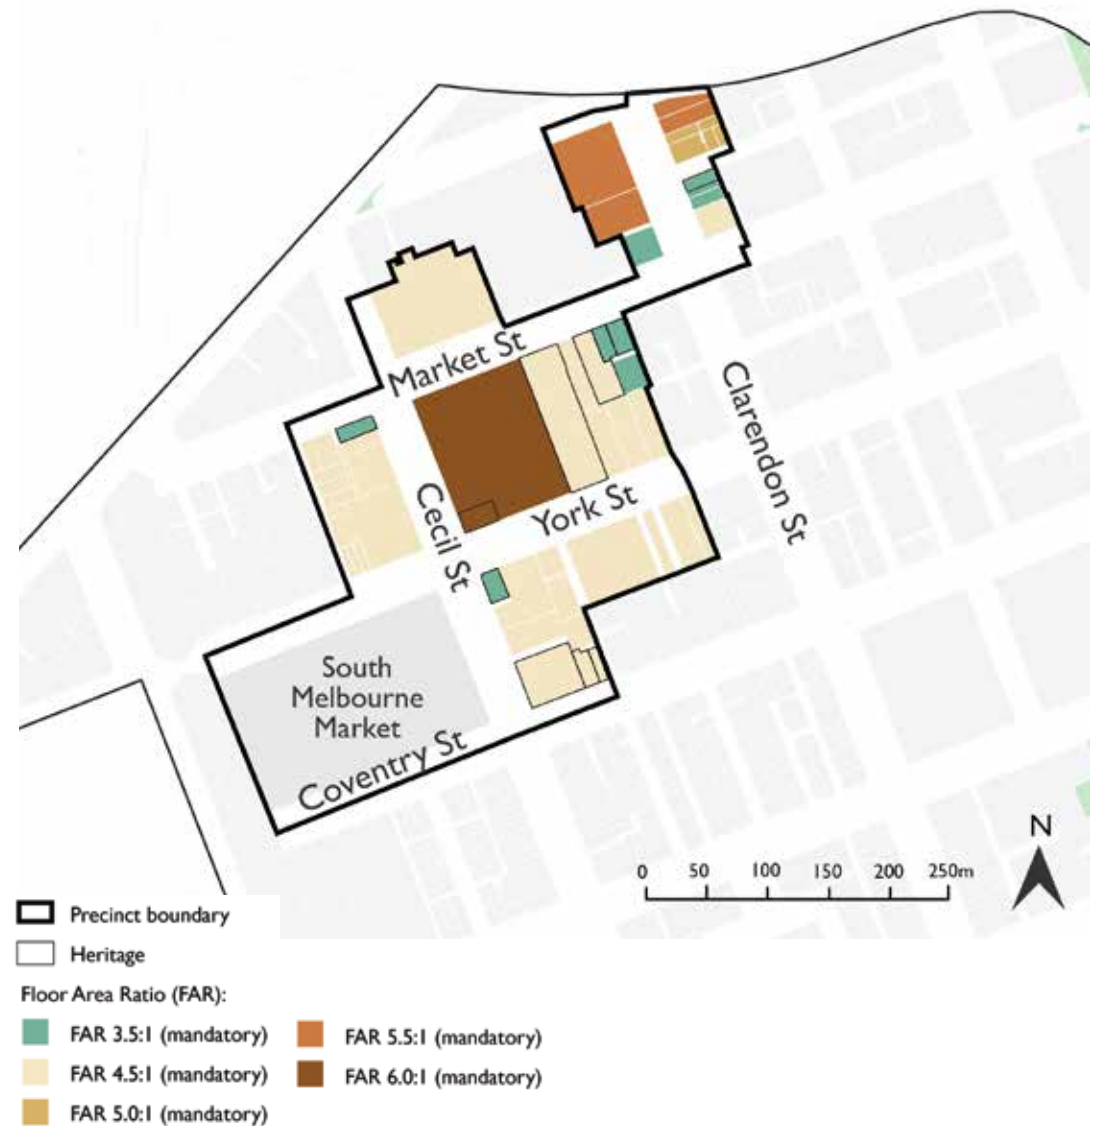 Market St
Clarendon St
Cecil St
York St
South
Melbourne
Market
Coventry St
N
0 50 100 150 200 250m
Precinct boundary
Heritage
Floor Area Ratio (FAR):
FAR 3.5:1 (mandatory)
FAR 5.5:1 (mandatory)
FAR 4.5:1 (mandatory)
FAR 6.0:1 (mandatory)
FAR 5.0:1 (mandatory)